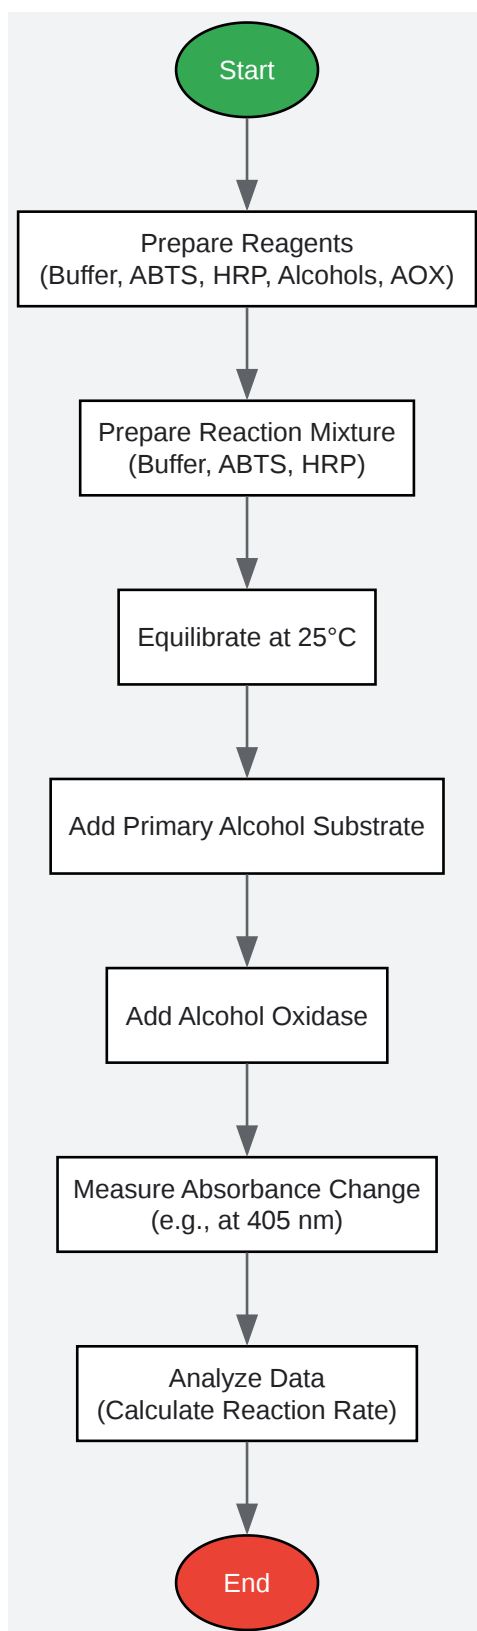 Start
Prepare Reagents
(Buffer, ABTS, HRP, Alcohols, AOX)
Prepare Reaction Mixture
(Buffer, ABTS, HRP)
Equilibrate at 25°C
Add Primary Alcohol Substrate
Add Alcohol Oxidase
Measure Absorbance Change
(e.g., at 405 nm)
Analyze Data
(Calculate Reaction Rate)
End